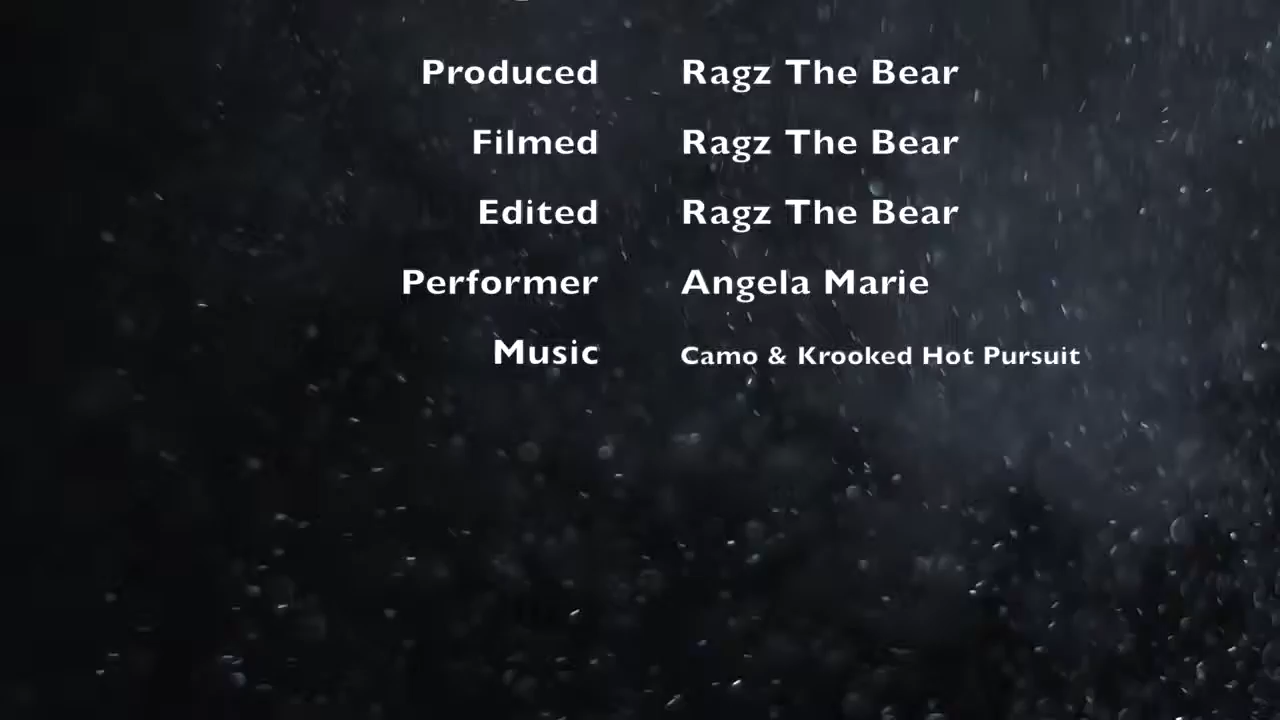 Produced Ragz The Bear
Filmed Ragz The Bear
Edited Ragz The Bear
Performer Angela Marie
Music Camo & Krooked Hot Pursuit